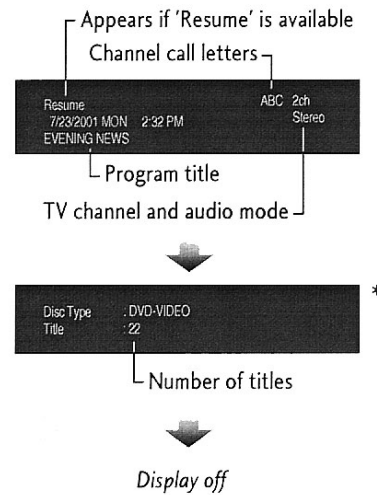 Appears if 'Resume' is available
Channel call letters
Resume ABC 2ch
7/23/2001 MON 2:32 PM Stereo
EVENING NEWS
Program title
TV channel and audio mode
Disc Type : DVD-VIDEO *
Title : 22
Number of titles
Display off